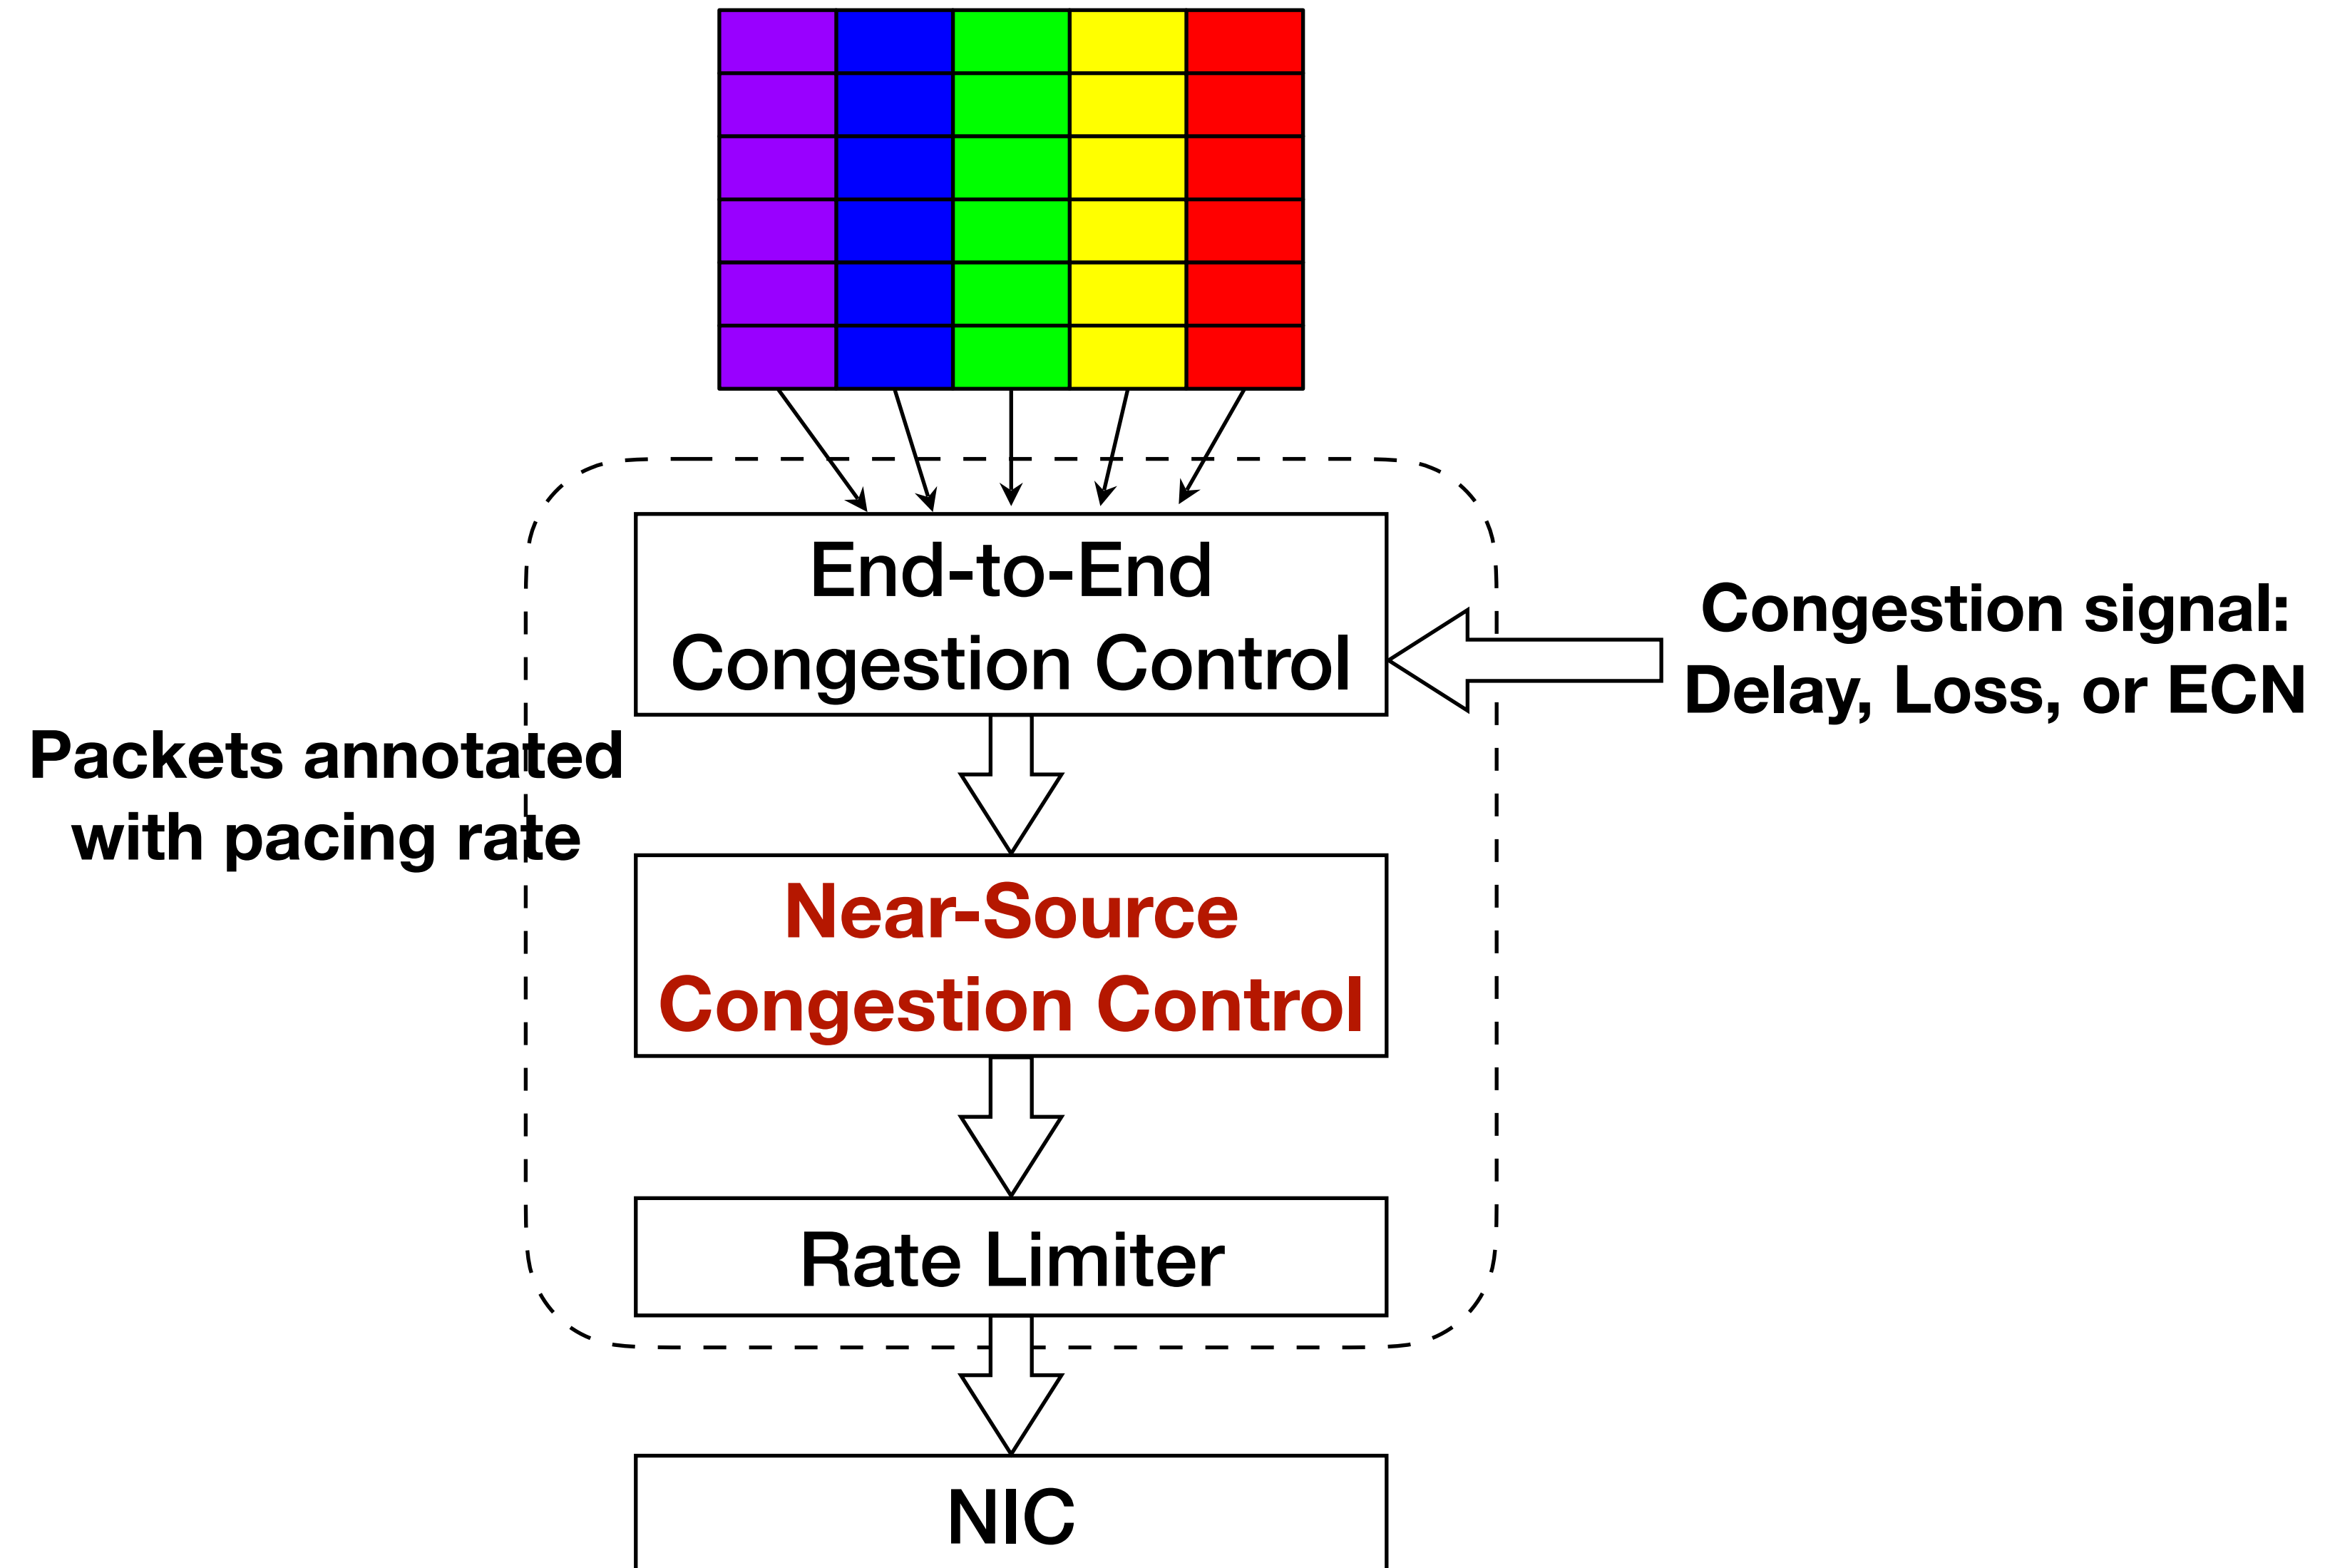 End-to-End
Congestion Control
Congestion signal:
Delay, Loss, or ECN
Packets annotated
with pacing rate
Near-Source
Congestion Control
Rate Limiter
NIC